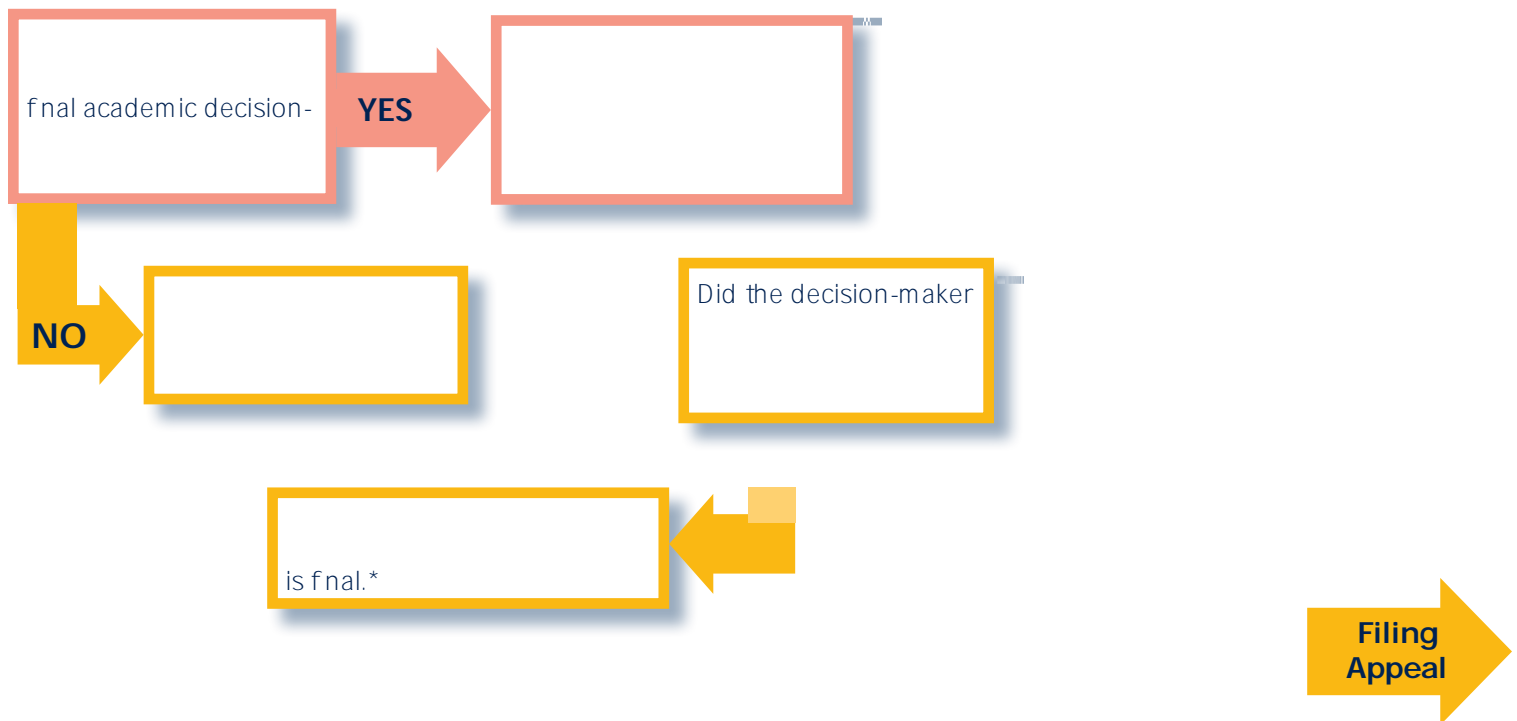 fnal academic decision-
YES
NO
Did the decision-maker
is fnal.*
Filing
Appeal